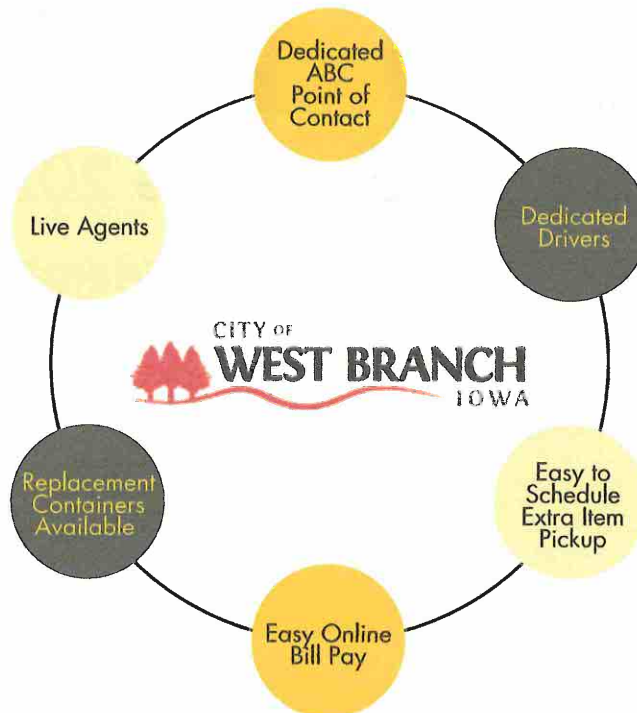 Dedicated
ABC
Point of
Contact
Live Agents
Dedicated
Drivers
CITY OF
WEST BRANCH
IOWA
Replacement
Containers
Available
Easy to
Schedule
Extra Item
Pickup
Easy Online
Bill Pay